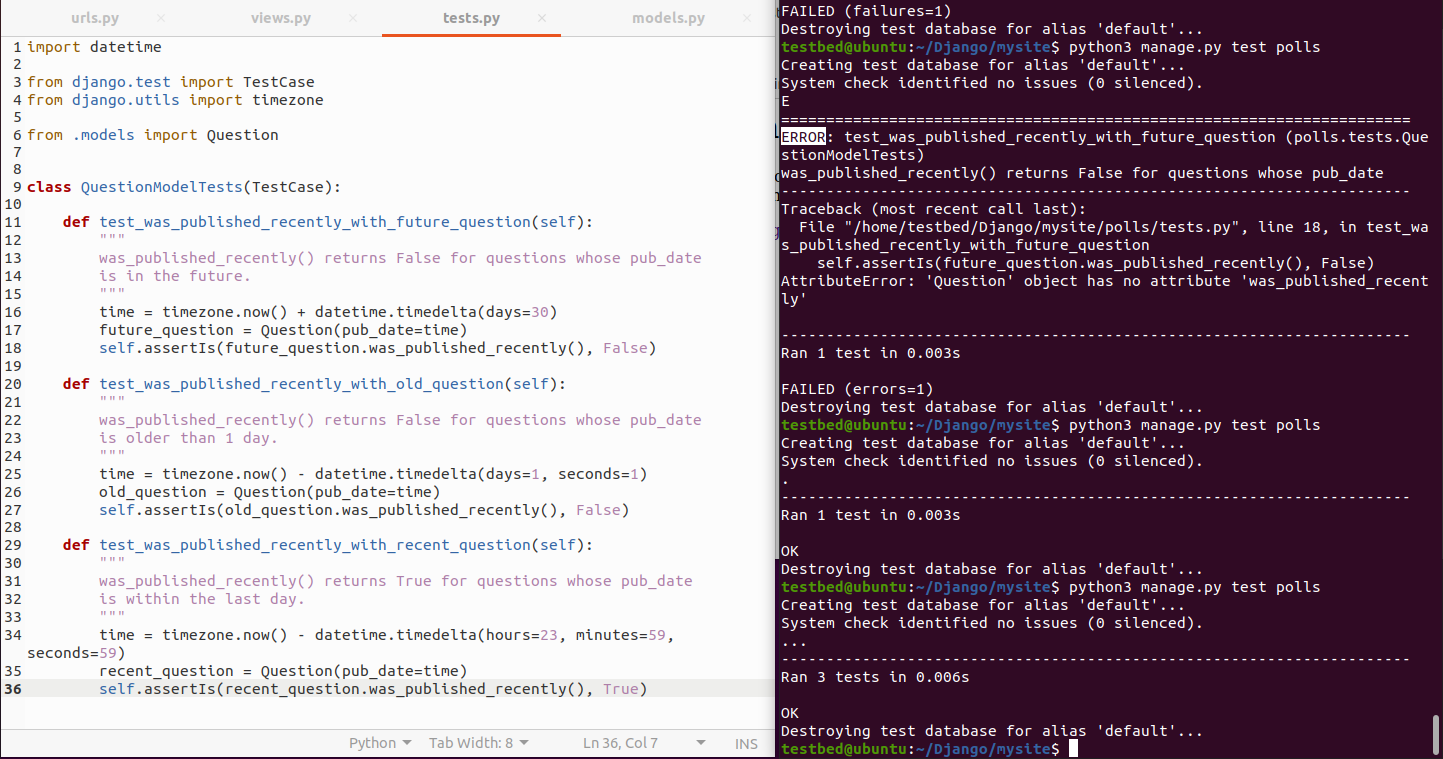 urls.py × views.py × tests.py × models.py ×
1 import datetime
2
3 from django.test import TestCase
4 from django.utils import timezone
5
6 from .models import Question
7
8
9 class QuestionModelTests(TestCase):
10
11     def test_was_published_recently_with_future_question(self):
12         """
13         was_published_recently() returns False for questions whose pub_date
14         is in the future.
15         """
16         time = timezone.now() + datetime.timedelta(days=30)
17         future_question = Question(pub_date=time)
18         self.assertIs(future_question.was_published_recently(), False)
19
20     def test_was_published_recently_with_old_question(self):
21         """
22         was_published_recently() returns False for questions whose pub_date
23         is older than 1 day.
24         """
25         time = timezone.now() - datetime.timedelta(days=1, seconds=1)
26         old_question = Question(pub_date=time)
27         self.assertIs(old_question.was_published_recently(), False)
28
29     def test_was_published_recently_with_recent_question(self):
30         """
31         was_published_recently() returns True for questions whose pub_date
32         is within the last day.
33         """
34         time = timezone.now() - datetime.timedelta(hours=23, minutes=59,
seconds=59)
35         recent_question = Question(pub_date=time)
36         self.assertIs(recent_question.was_published_recently(), True)
Python Tab Width: 8 Ln 36, Col 7 INS
FAILED (failures=1)
Destroying test database for alias 'default'...
testbed@ubuntu:~/Django/mysite$ python3 manage.py test polls
Creating test database for alias 'default'...
System check identified no issues (0 silenced).
E
======================================================================
ERROR: test_was_published_recently_with_future_question (polls.tests.Que
stionModelTests)
was_published_recently() returns False for questions whose pub_date
----------------------------------------------------------------------
Traceback (most recent call last):
  File "/home/testbed/Django/mysite/polls/tests.py", line 18, in test_wa
s_published_recently_with_future_question
    self.assertIs(future_question.was_published_recently(), False)
AttributeError: 'Question' object has no attribute 'was_published_recent
ly'
----------------------------------------------------------------------
Ran 1 test in 0.003s
FAILED (errors=1)
Destroying test database for alias 'default'...
testbed@ubuntu:~/Django/mysite$ python3 manage.py test polls
Creating test database for alias 'default'...
System check identified no issues (0 silenced).
.
----------------------------------------------------------------------
Ran 1 test in 0.003s
OK
Destroying test database for alias 'default'...
testbed@ubuntu:~/Django/mysite$ python3 manage.py test polls
Creating test database for alias 'default'...
System check identified no issues (0 silenced).
...
----------------------------------------------------------------------
Ran 3 tests in 0.006s
OK
Destroying test database for alias 'default'...
testbed@ubuntu:~/Django/mysite$